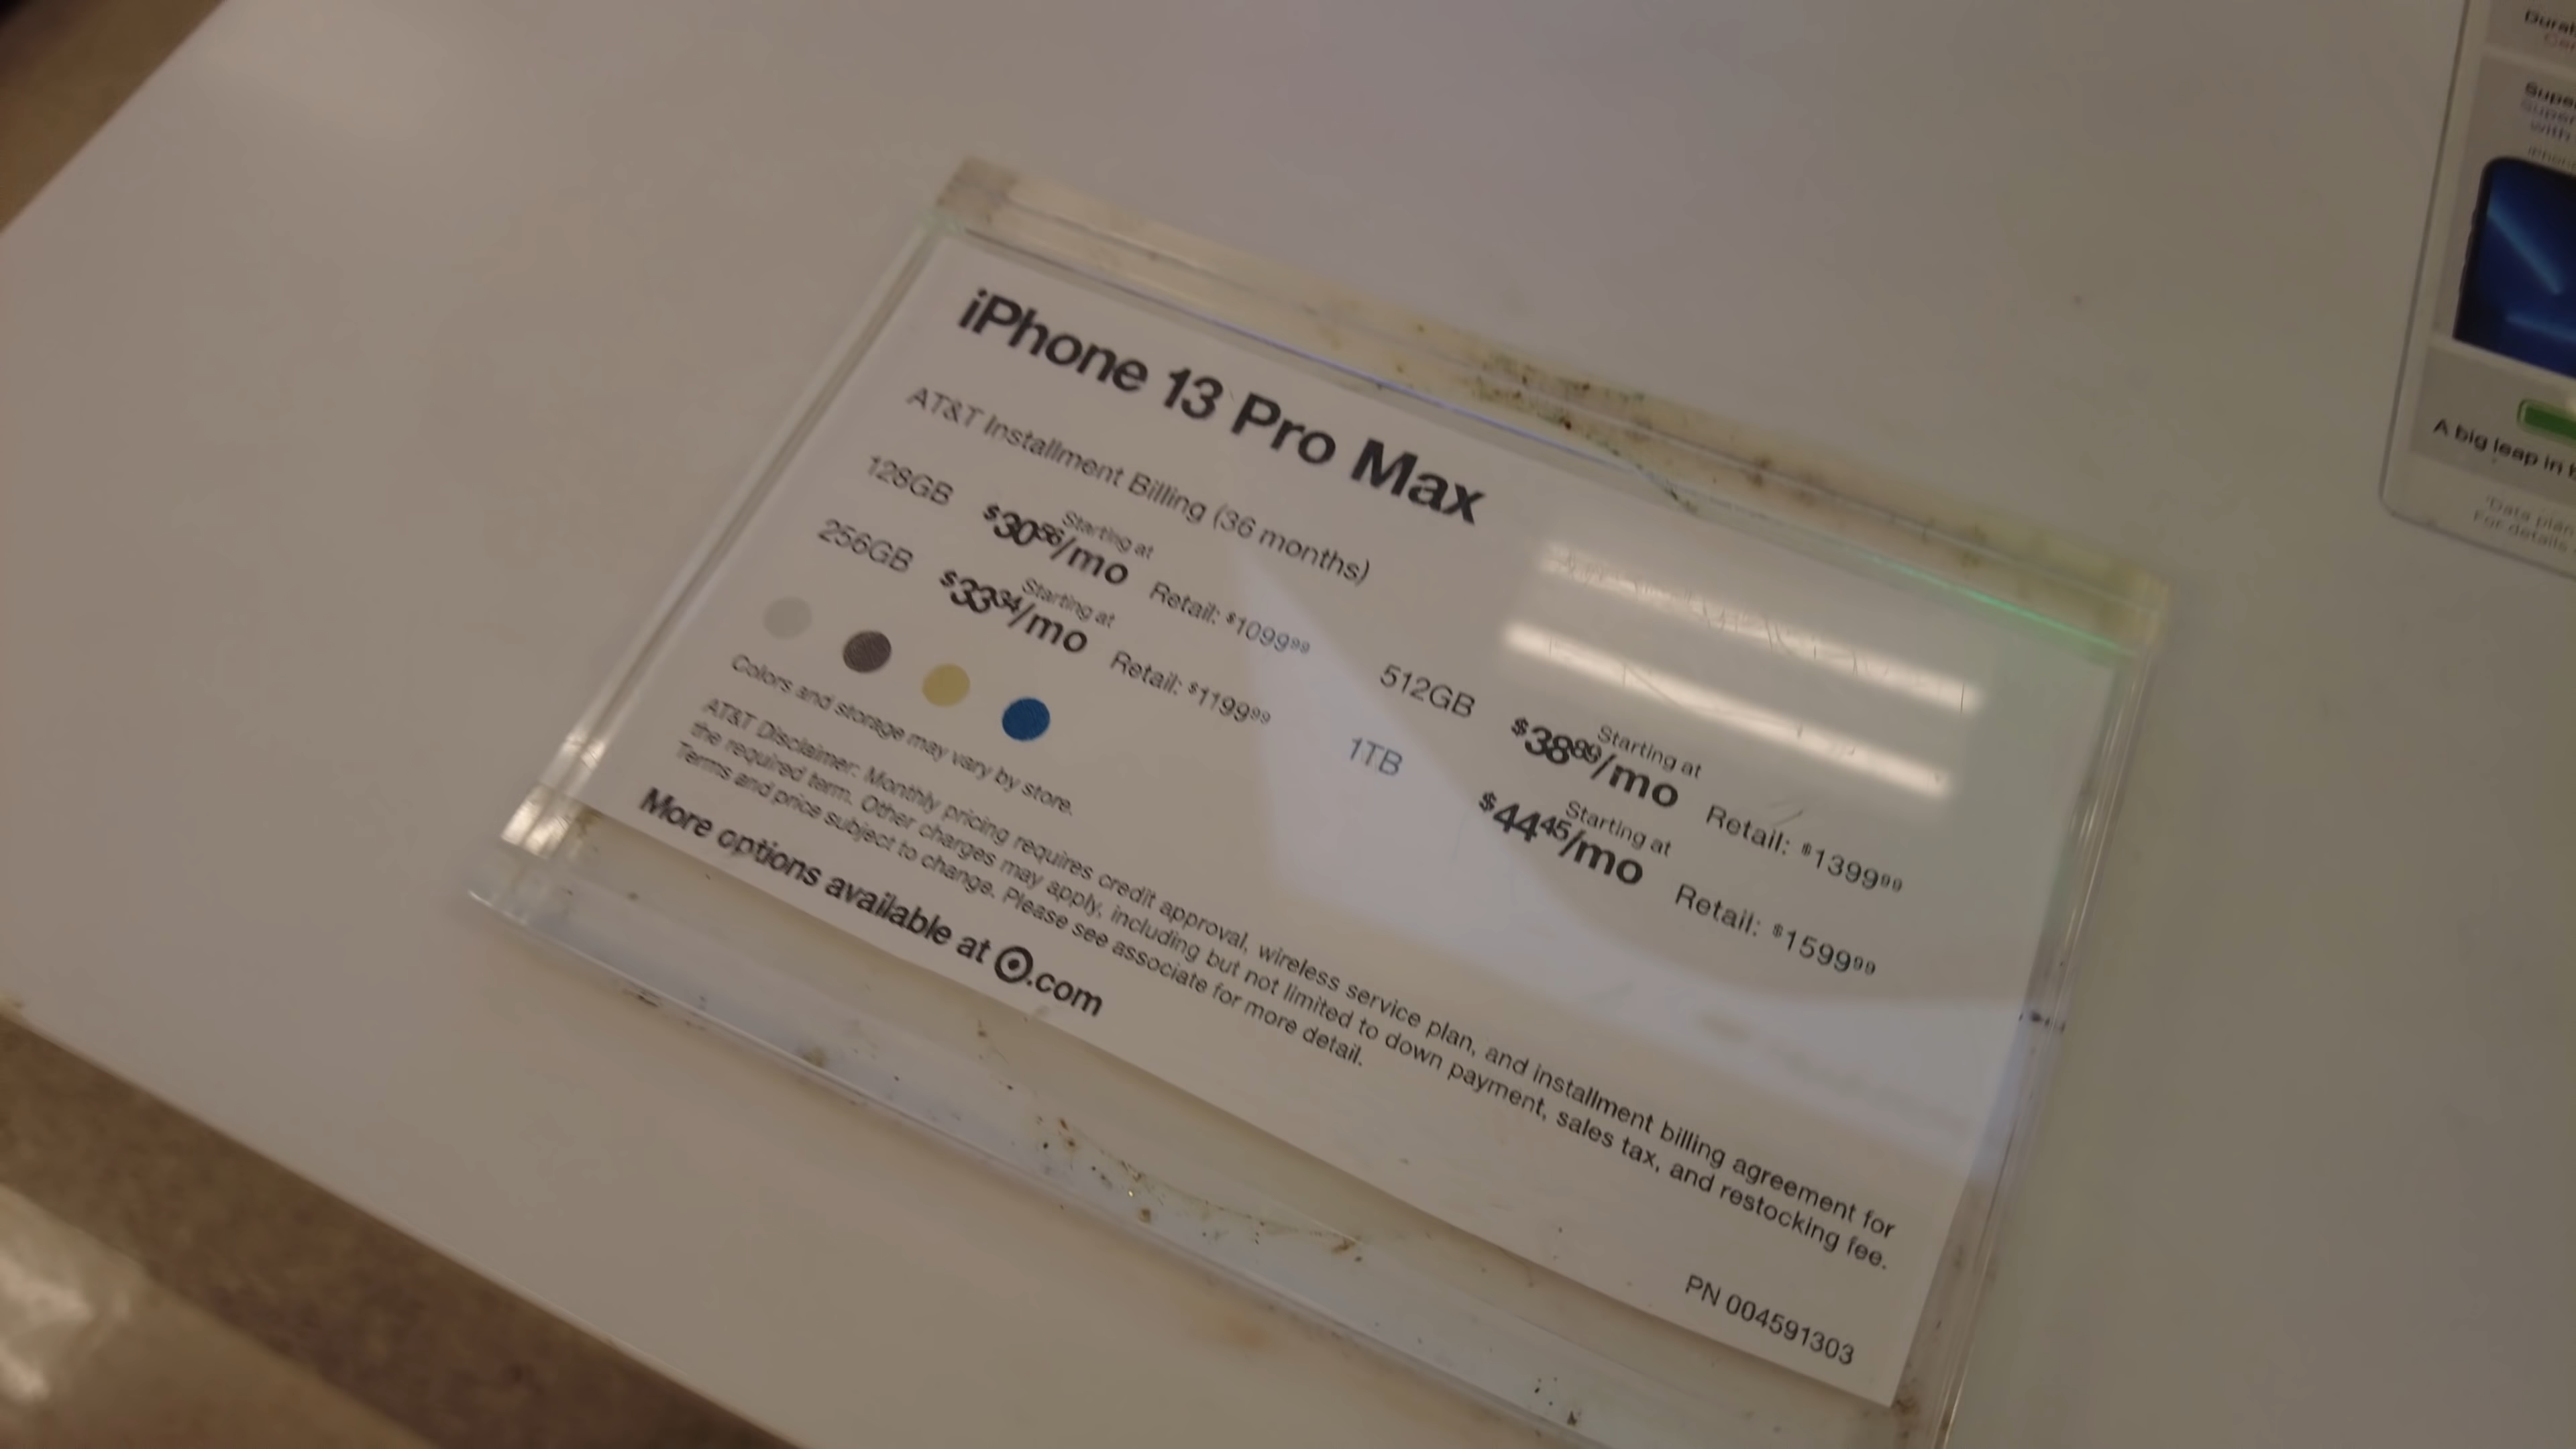 iPhone 13 Pro Max
AT&T Installment Billing (36 months)
128GB Starting at $30⁵⁶/mo Retail: $1099⁹⁹
256GB Starting at $33³⁴/mo Retail: $1199⁹⁹
512GB Starting at $38⁸⁹/mo Retail: $1399⁹⁹
1TB Starting at $44⁴⁵/mo Retail: $1599⁹⁹
Colors and storage may vary by store.
AT&T Disclaimer: Monthly pricing requires credit approval, wireless service plan, and installment billing agreement for
the required term. Other charges may apply, including but not limited to down payment, sales tax, and restocking fee.
Terms and price subject to change. Please see associate for more detail.
More options available at .com
PN 004591303
with
A big leap in
Data plan
For details